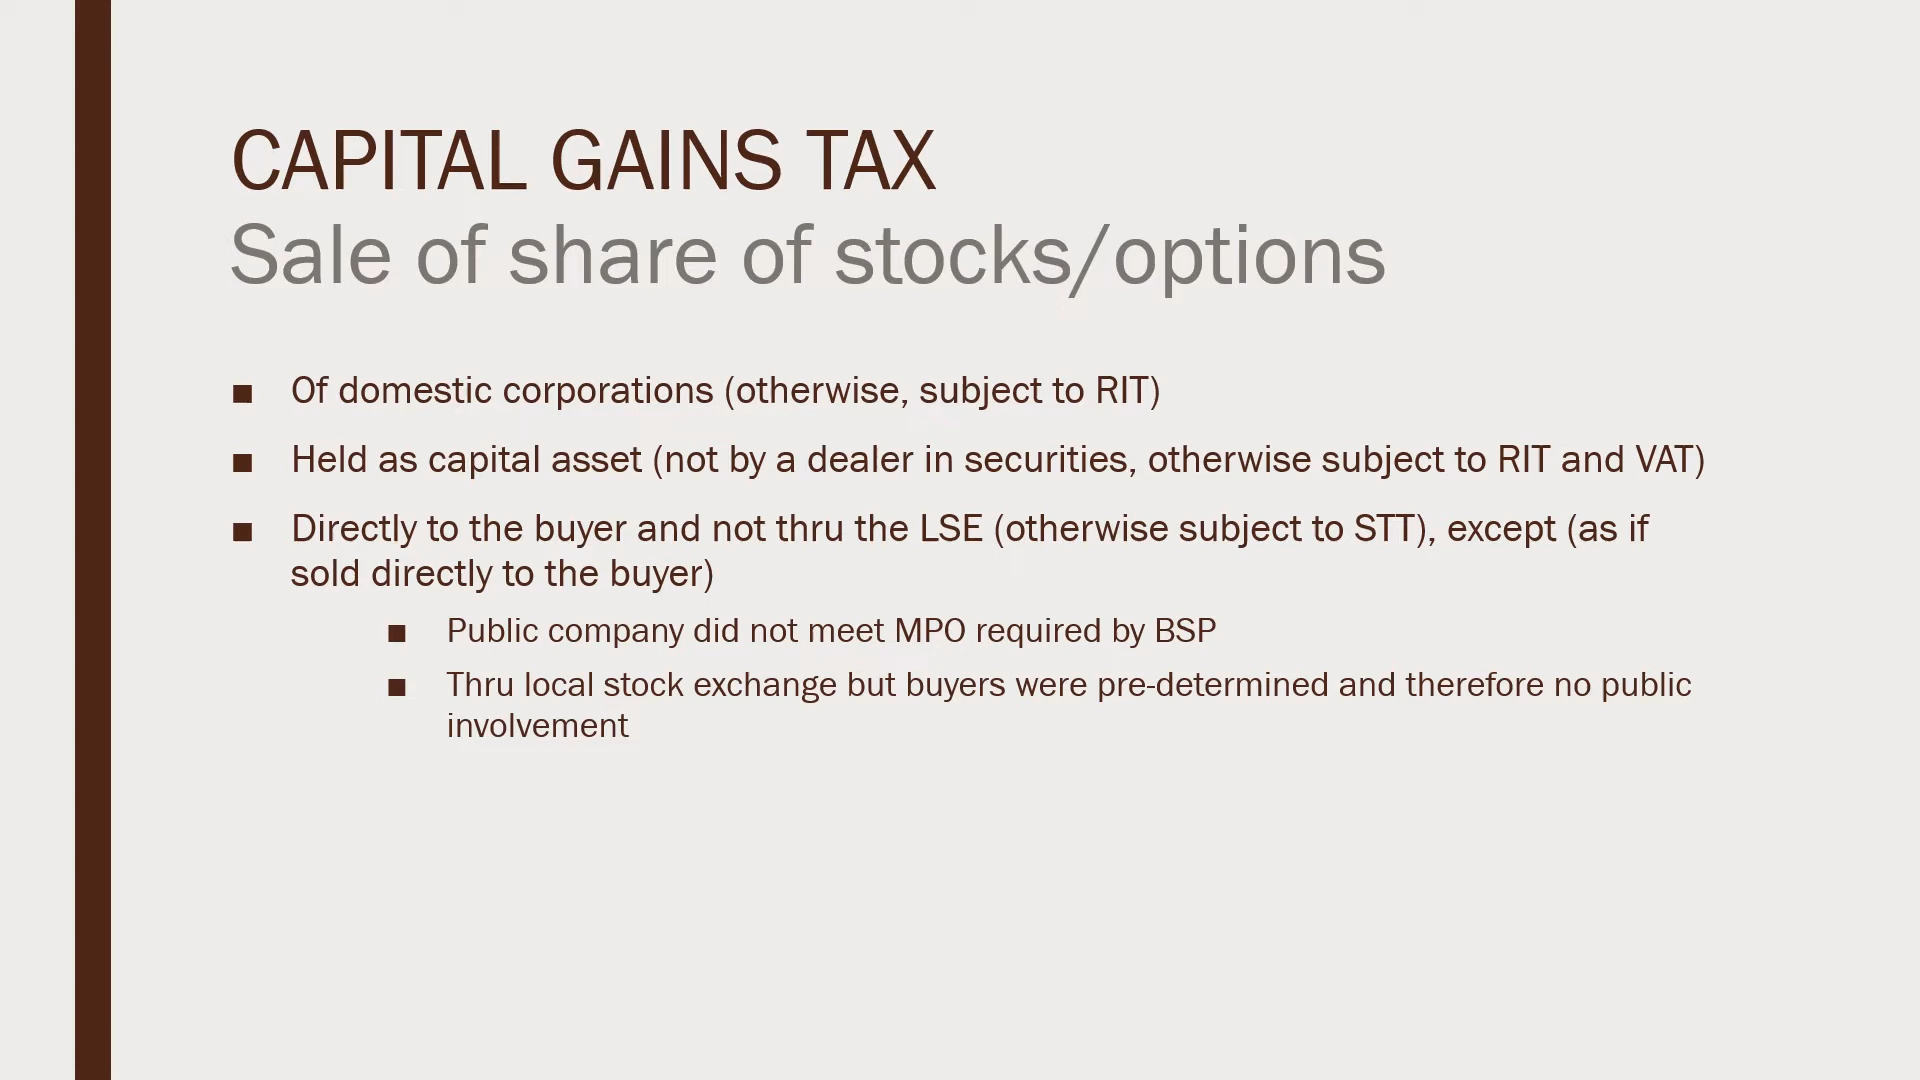 CAPITAL GAINS TAX
Sale of share of stocks/options
■ Of domestic corporations (otherwise, subject to RIT)
■ Held as capital asset (not by a dealer in securities, otherwise subject to RIT and VAT)
■ Directly to the buyer and not thru the LSE (otherwise subject to STT), except (as if
sold directly to the buyer)
■ Public company did not meet MPO required by BSP
■ Thru local stock exchange but buyers were pre-determined and therefore no public
involvement